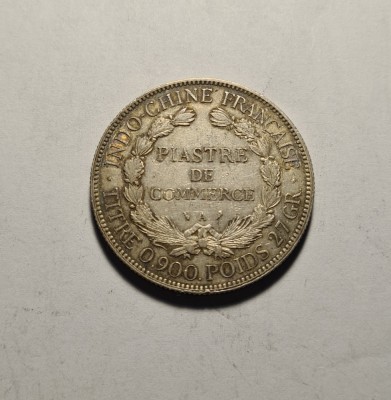 INDO-CHINE FRANÇAISE
PIASTRE
DE
COMMERCE
A
TITRE 0,900. POIDS 27 GR.